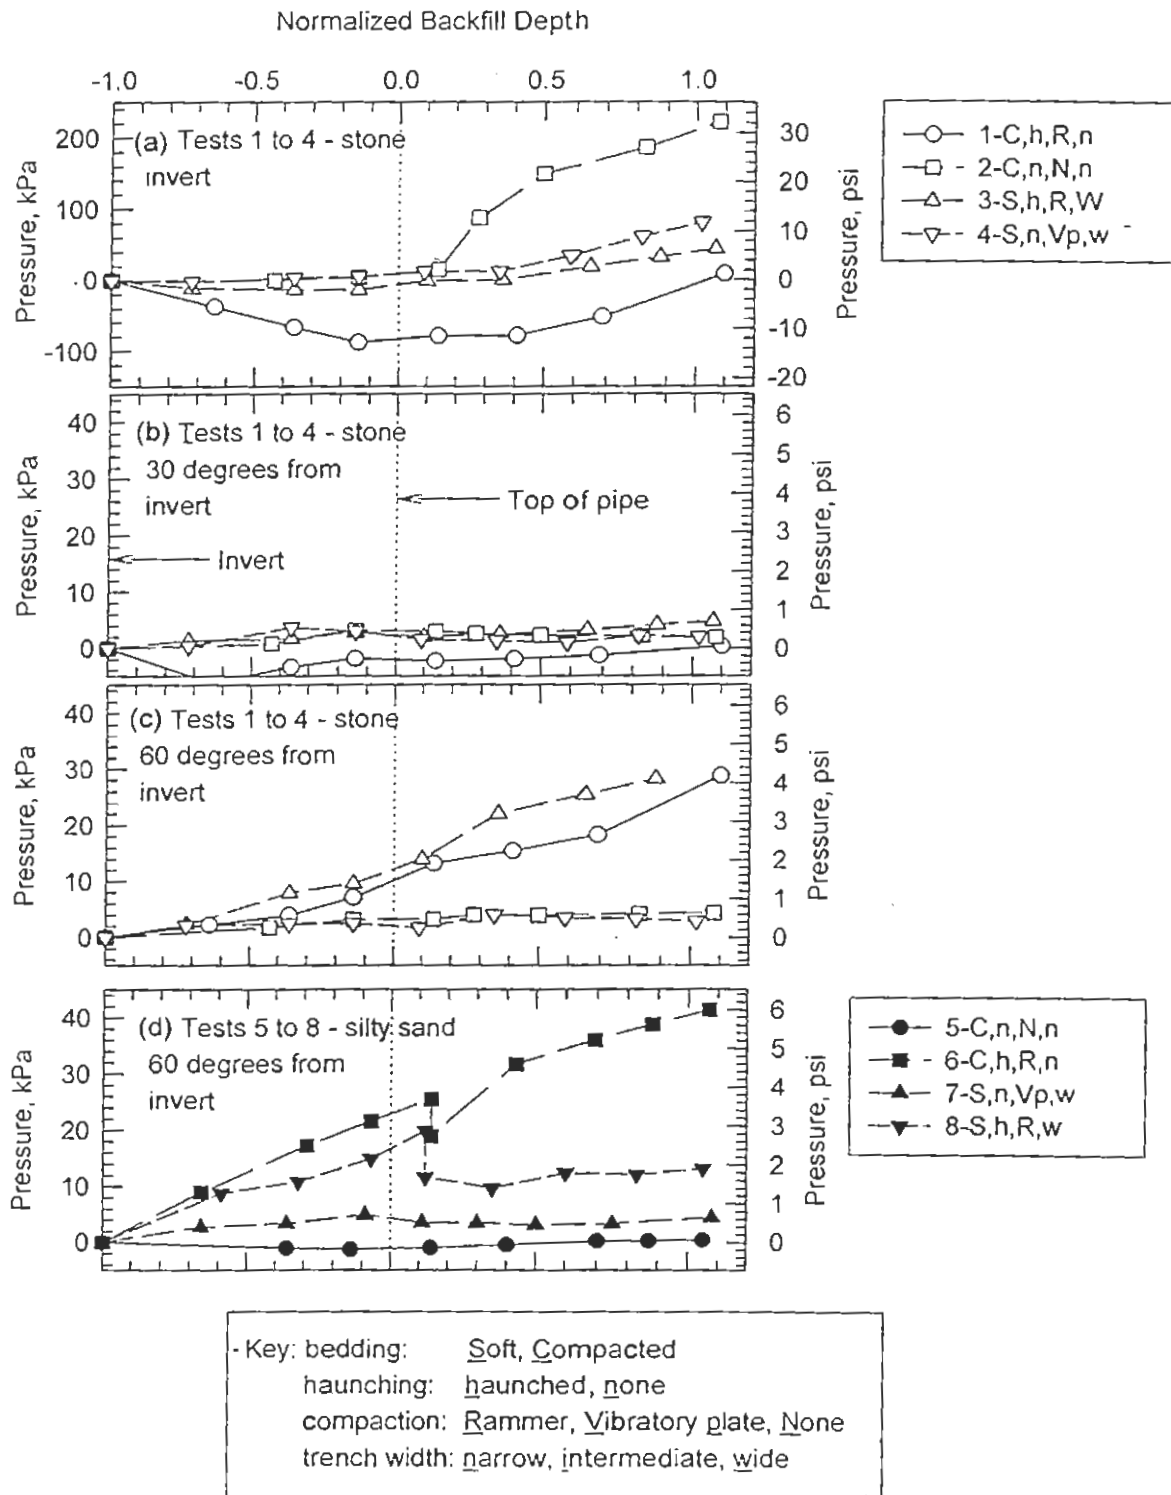 Normalized Backfill Depth
-1.0 -0.5 0.0 0.5 1.0
(a) Tests 1 to 4 - stone
invert
Pressure, kPa
200
100
0
-100
30
20
10
0
-10
-20
Pressure, psi
1-C,h,R,n
2-C,n,N,n
3-S,h,R,W
4-S,n,Vp,w
(b) Tests 1 to 4 - stone
30 degrees from
invert
Top of pipe
Invert
Pressure, kPa
40
30
20
10
0
6
5
4
3
2
1
0
Pressure, psi
(c) Tests 1 to 4 - stone
60 degrees from
invert
Pressure, kPa
40
30
20
10
0
6
5
4
3
2
1
0
Pressure, psi
(d) Tests 5 to 8 - silty sand
60 degrees from
invert
Pressure, kPa
40
30
20
10
0
6
5
4
3
2
1
0
Pressure, psi
5-C,n,N,n
6-C,h,R,n
7-S,n,Vp,w
8-S,h,R,w
- Key: bedding: Soft, Compacted
haunching: haunched, none
compaction: Rammer, Vibratory plate, None
trench width: narrow, intermediate, wide